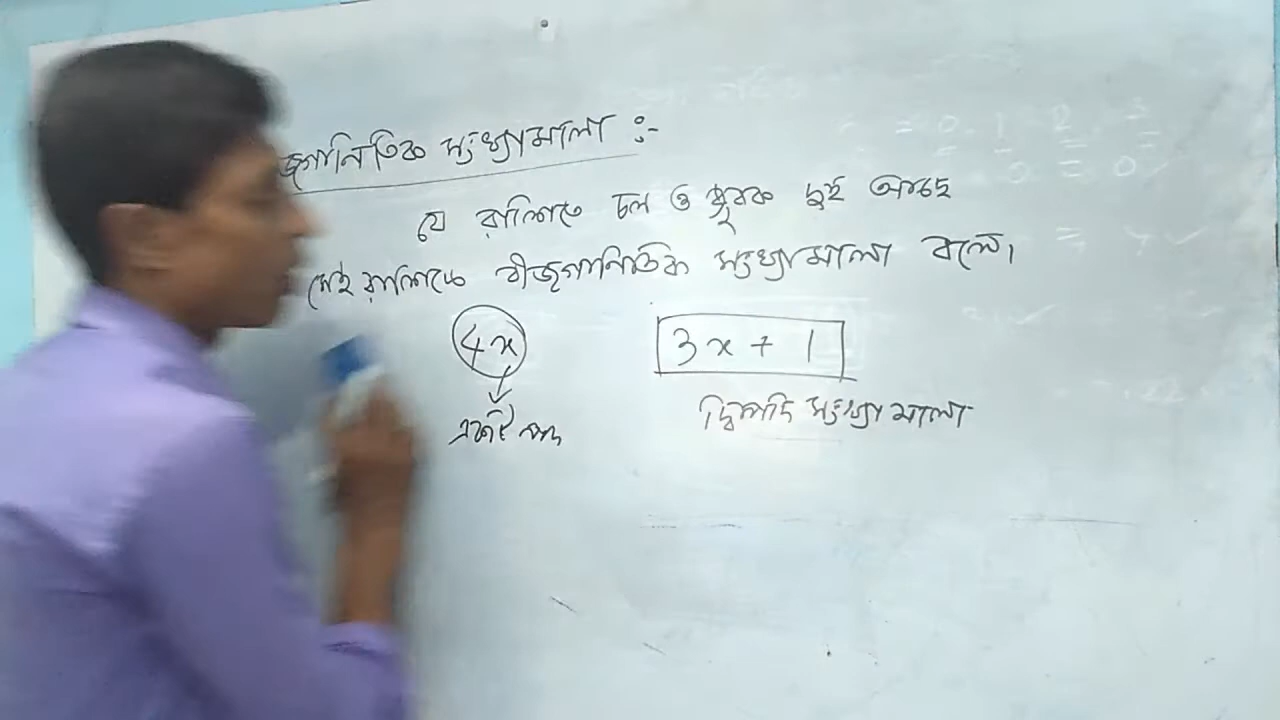 জগানিতিক সংখ্যামালা :-
যে রাশিতে চল ও ধ্রুবক দুই আছে
সেই রাশিকে বীজগানিতিক সংখ্যামালা বলে।
4x 3x + 1
একটি পদ দ্বিপদি সংখ্যামালা